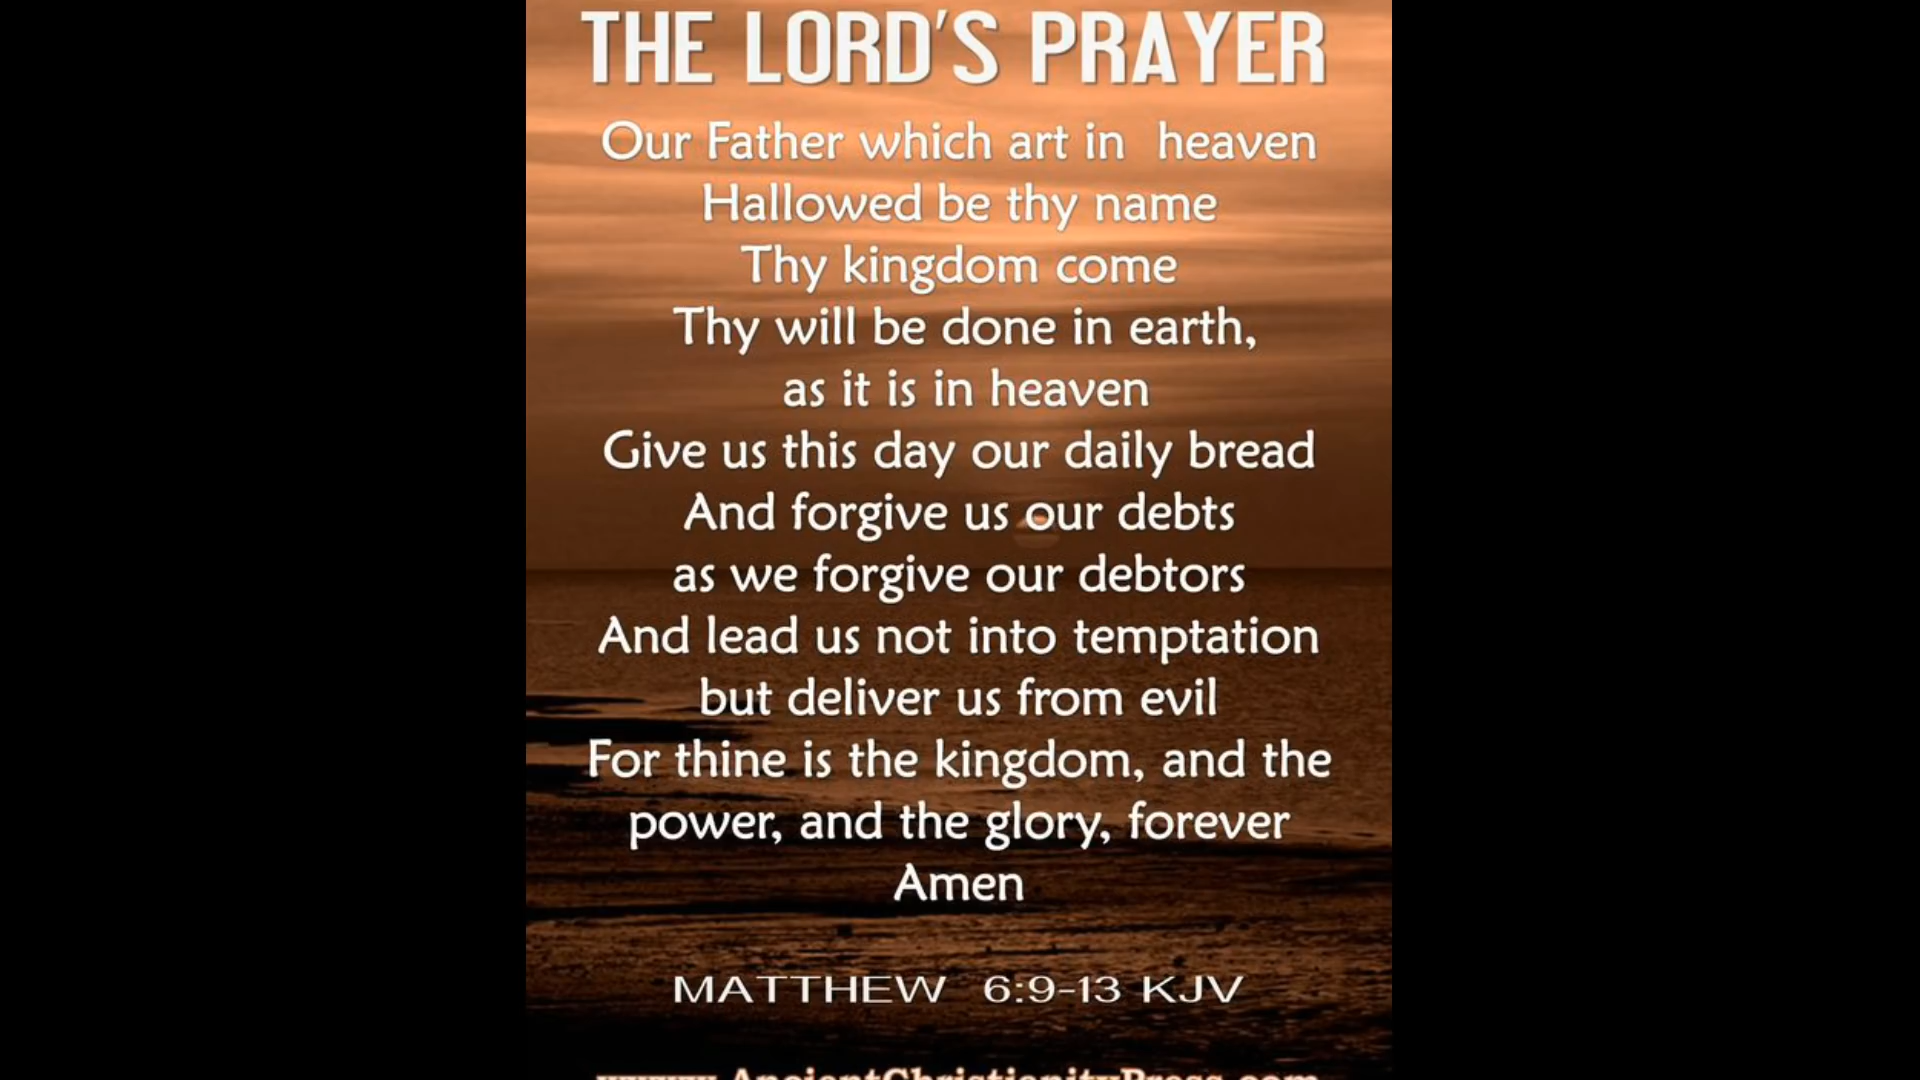 THE LORD'S PRAYER
Our Father which art in heaven
Hallowed be thy name
Thy kingdom come
Thy will be done in earth,
as it is in heaven
Give us this day our daily bread
And forgive us our debts
as we forgive our debtors
And lead us not into temptation
but deliver us from evil
For thine is the kingdom, and the
power, and the glory, forever
Amen
MATTHEW 6:9-13 KJV
www.AncientChristianityPress.com